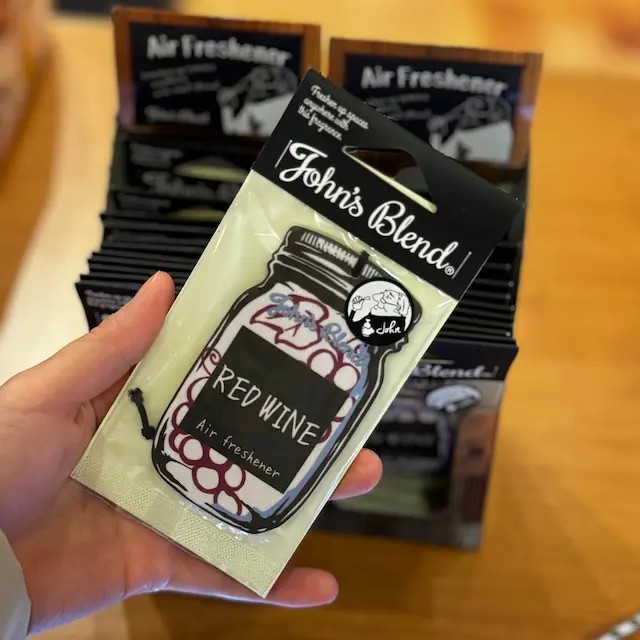 Air Freshener
Air Freshener
Freshen up spaces
anywhere with
this fragrance.
John's Blend®
John's Blend
John
RED WINE
Air freshener
Blend